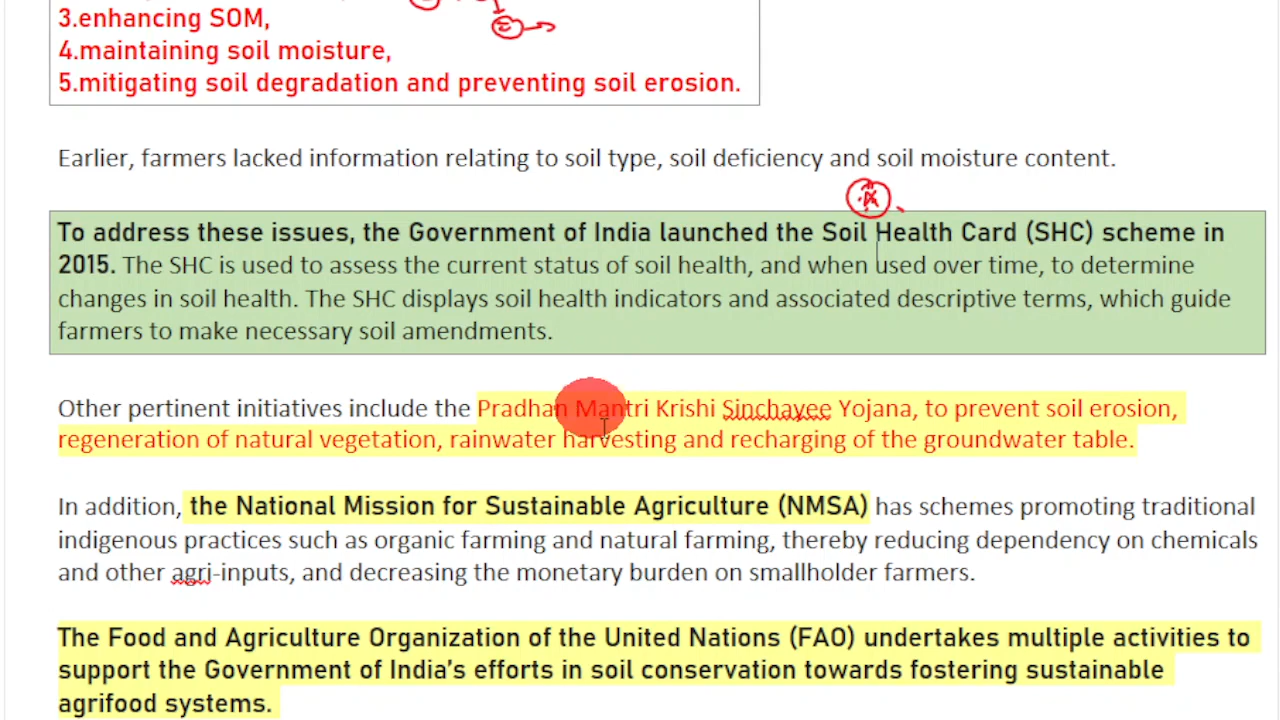 3.enhancing SOM,
4.maintaining soil moisture,
5.mitigating soil degradation and preventing soil erosion.
Earlier, farmers lacked information relating to soil type, soil deficiency and soil moisture content.
To address these issues, the Government of India launched the Soil Health Card (SHC) scheme in
2015. The SHC is used to assess the current status of soil health, and when used over time, to determine
changes in soil health. The SHC displays soil health indicators and associated descriptive terms, which guide
farmers to make necessary soil amendments.
Other pertinent initiatives include the Pradhan Mantri Krishi Sinchayee Yojana, to prevent soil erosion,
regeneration of natural vegetation, rainwater harvesting and recharging of the groundwater table.
In addition, the National Mission for Sustainable Agriculture (NMSA) has schemes promoting traditional
indigenous practices such as organic farming and natural farming, thereby reducing dependency on chemicals
and other agri-inputs, and decreasing the monetary burden on smallholder farmers.
The Food and Agriculture Organization of the United Nations (FAO) undertakes multiple activities to
support the Government of India’s efforts in soil conservation towards fostering sustainable
agrifood systems.